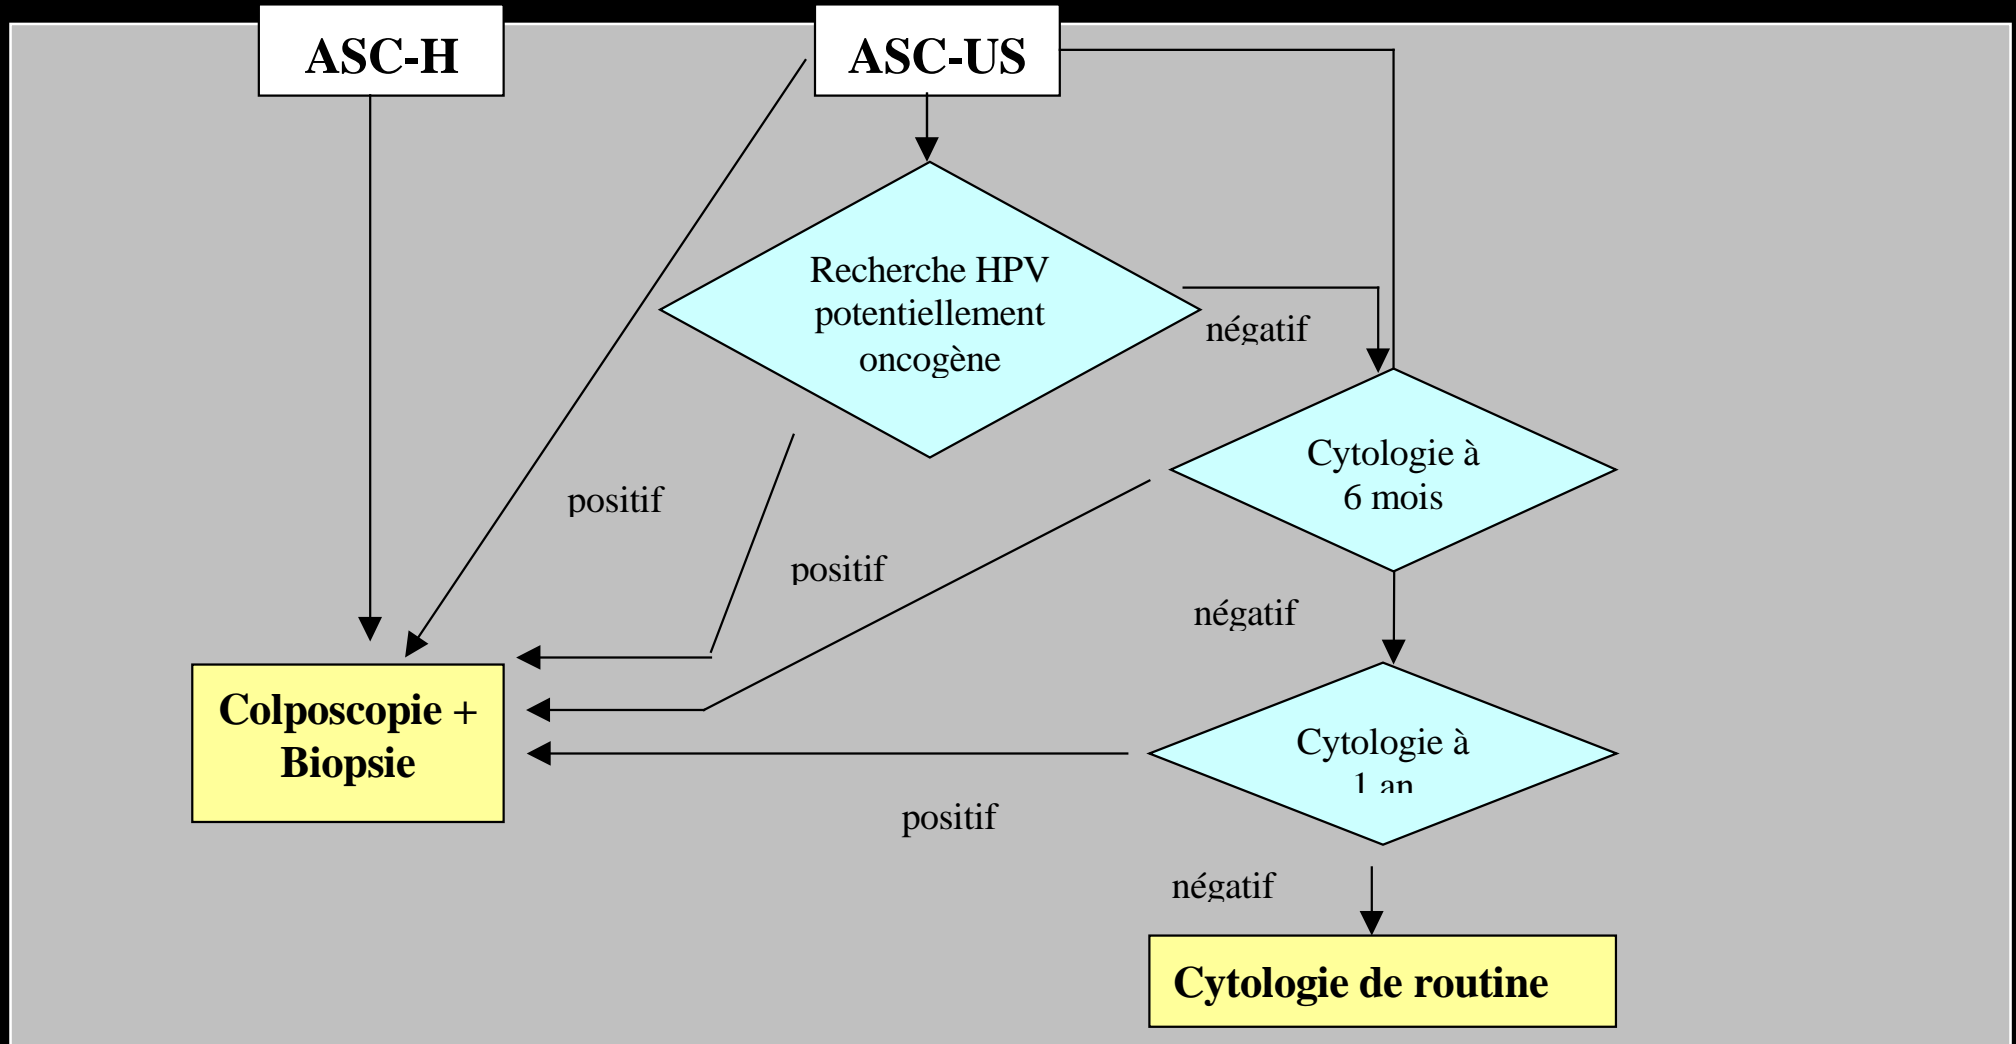 ASC-H
ASC-US
Recherche HPV
potentiellement
oncogène
négatif
Cytologie à
6 mois
positif
positif
négatif
Colposcopie +
Biopsie
Cytologie à
1 an
positif
négatif
Cytologie de routine